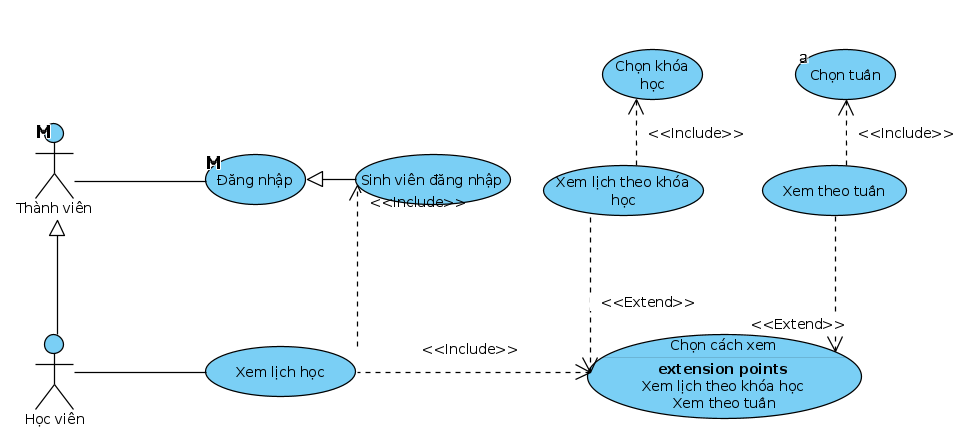 Chọn khóa
học
a
Chọn tuần
<<Include>>
<<Include>>
M
Thành viên
M
Đăng nhập
Sinh viên đăng nhập
<<Include>>
Xem lịch theo khóa
học
Xem theo tuần
<<Extend>>
<<Extend>>
<<Include>>
Học viên
Xem lịch học
Chọn cách xem
extension points
Xem lịch theo khóa học
Xem theo tuần